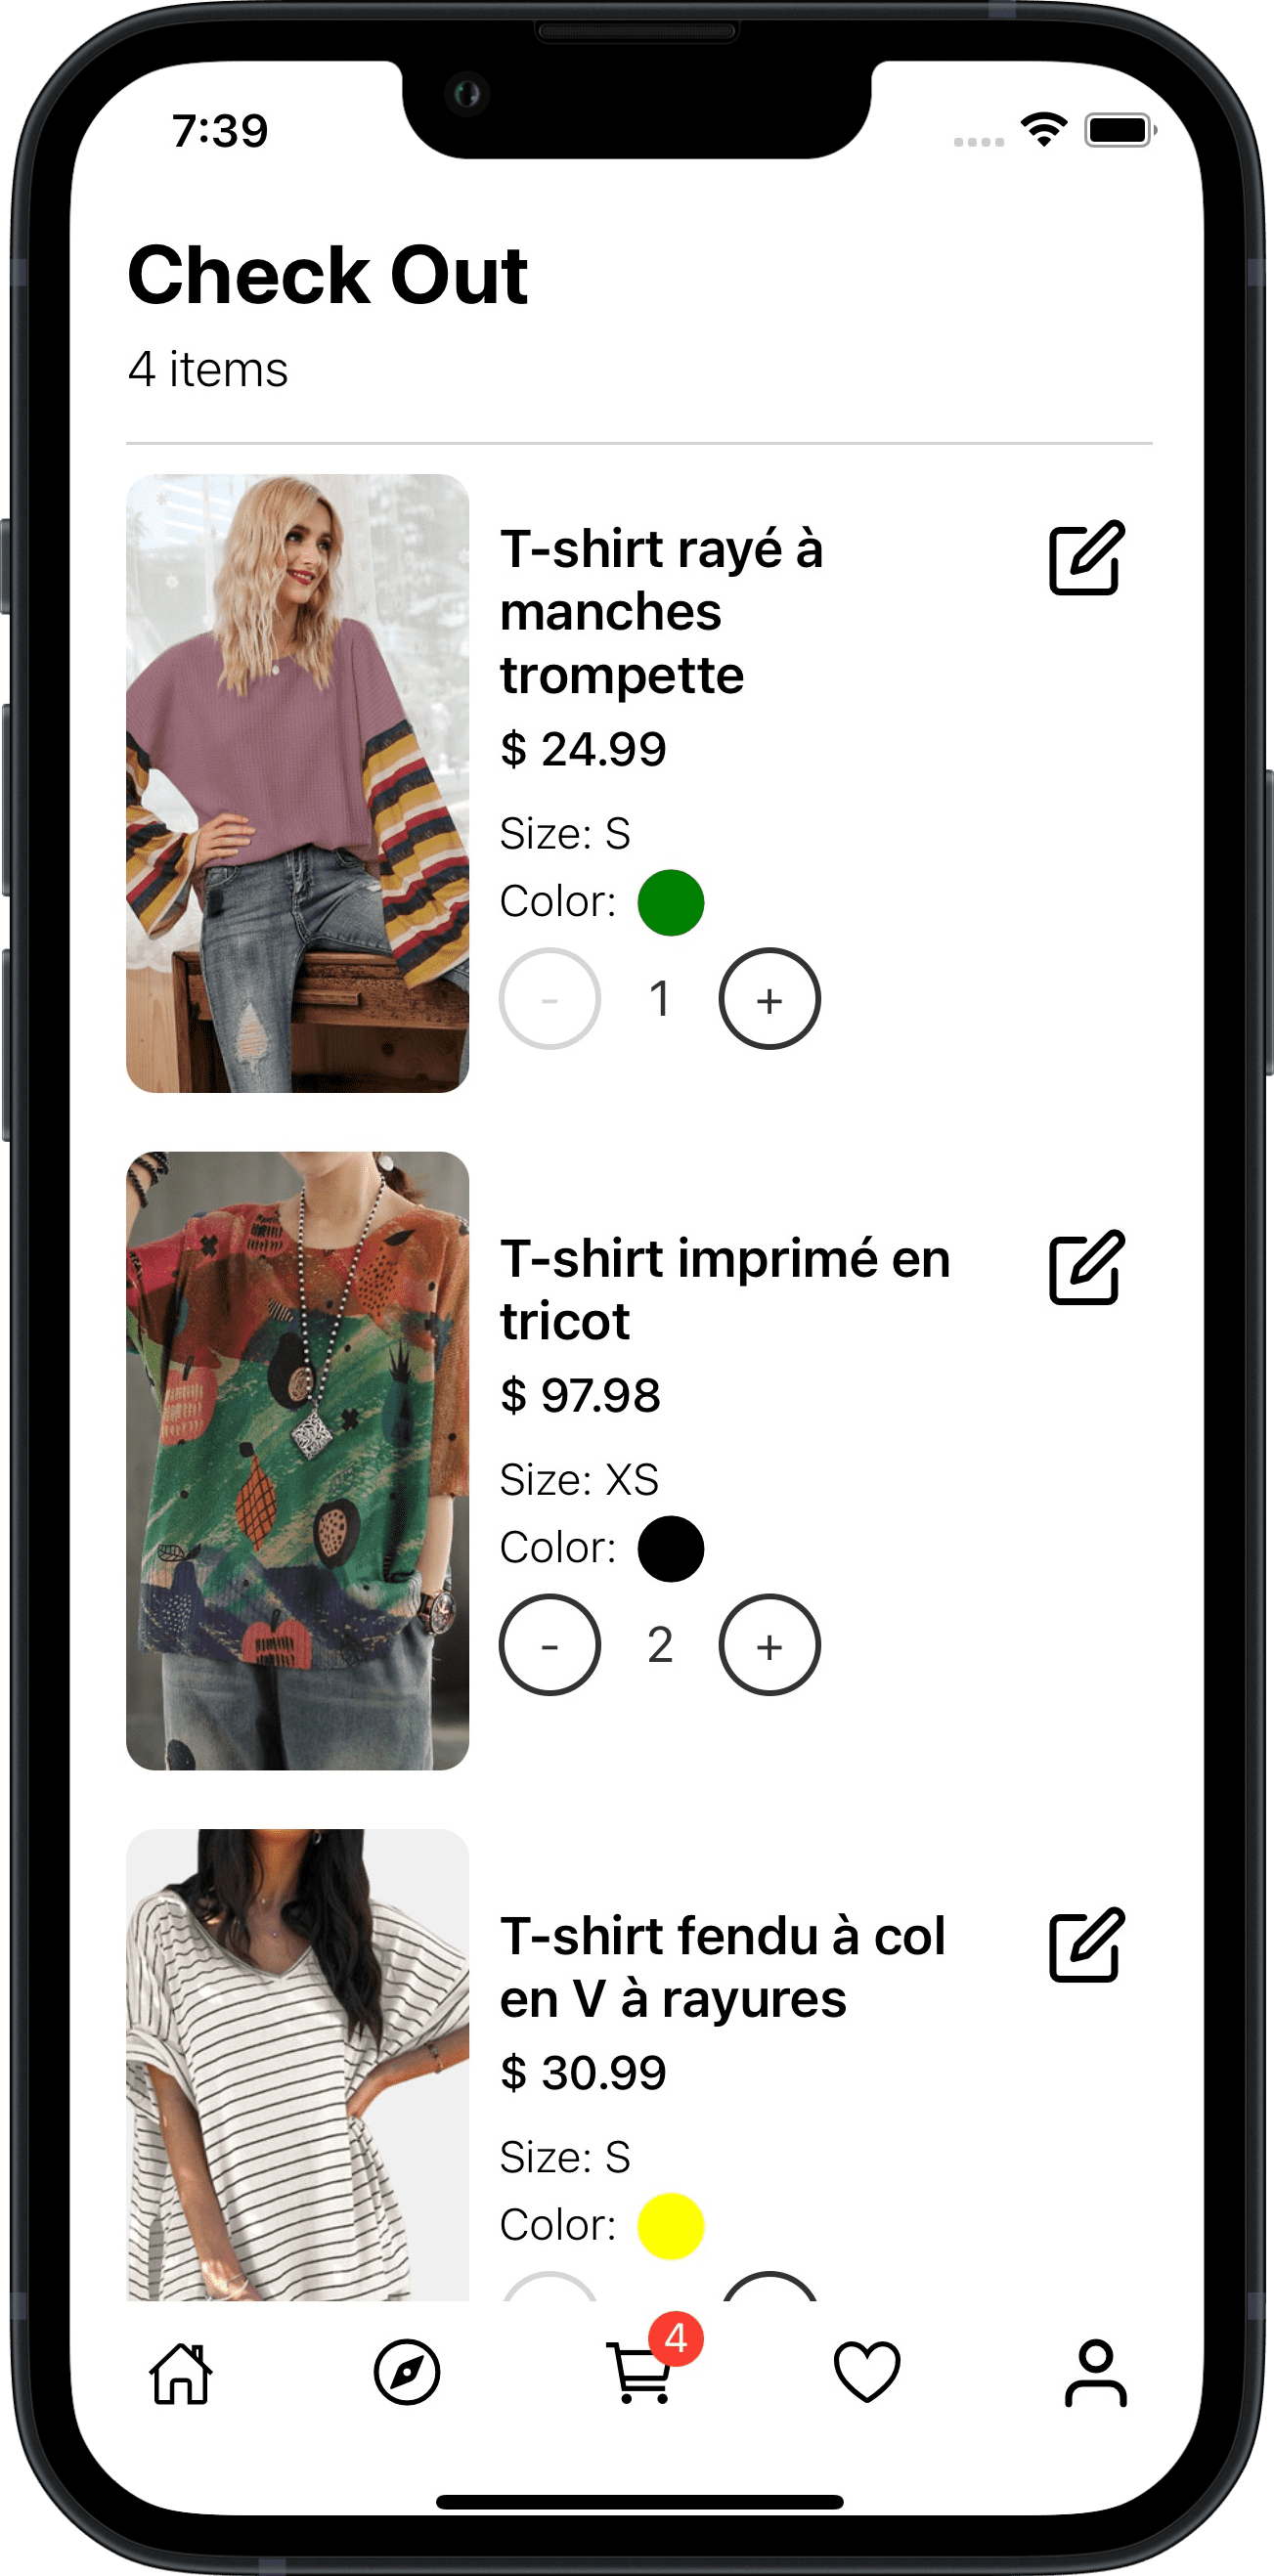 7:39
Check Out
4 items
T-shirt rayé à
manches
trompette
$ 24.99
Size: S
Color:
- 1 +
T-shirt imprimé en
tricot
$ 97.98
Size: XS
Color:
- 2 +
T-shirt fendu à col
en V à rayures
$ 30.99
Size: S
Color:
4